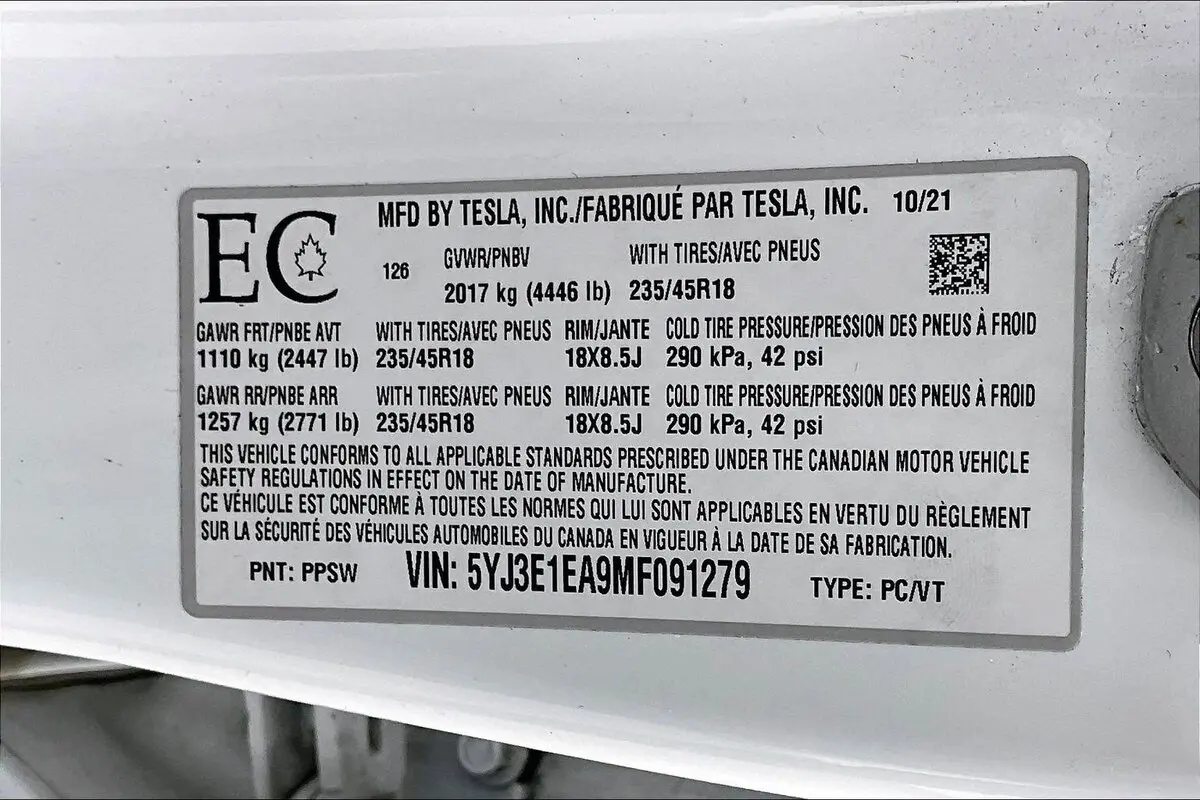 EC
MFD BY TESLA, INC./FABRIQUÉ PAR TESLA, INC. 10/21
126 GVWR/PNBV WITH TIRES/AVEC PNEUS
2017 kg (4446 lb) 235/45R18
GAWR FRT/PNBE AVT WITH TIRES/AVEC PNEUS RIM/JANTE COLD TIRE PRESSURE/PRESSION DES PNEUS À FROID
1110 kg (2447 lb) 235/45R18 18X8.5J 290 kPa, 42 psi
GAWR RR/PNBE ARR WITH TIRES/AVEC PNEUS RIM/JANTE COLD TIRE PRESSURE/PRESSION DES PNEUS À FROID
1257 kg (2771 lb) 235/45R18 18X8.5J 290 kPa, 42 psi
THIS VEHICLE CONFORMS TO ALL APPLICABLE STANDARDS PRESCRIBED UNDER THE CANADIAN MOTOR VEHICLE
SAFETY REGULATIONS IN EFFECT ON THE DATE OF MANUFACTURE.
CE VÉHICULE EST CONFORME À TOUTES LES NORMES QUI LUI SONT APPLICABLES EN VERTU DU RÈGLEMENT
SUR LA SÉCURITÉ DES VÉHICULES AUTOMOBILES DU CANADA EN VIGUEUR À LA DATE DE SA FABRICATION.
PNT: PPSW VIN: 5YJ3E1EA9MF091279 TYPE: PC/VT